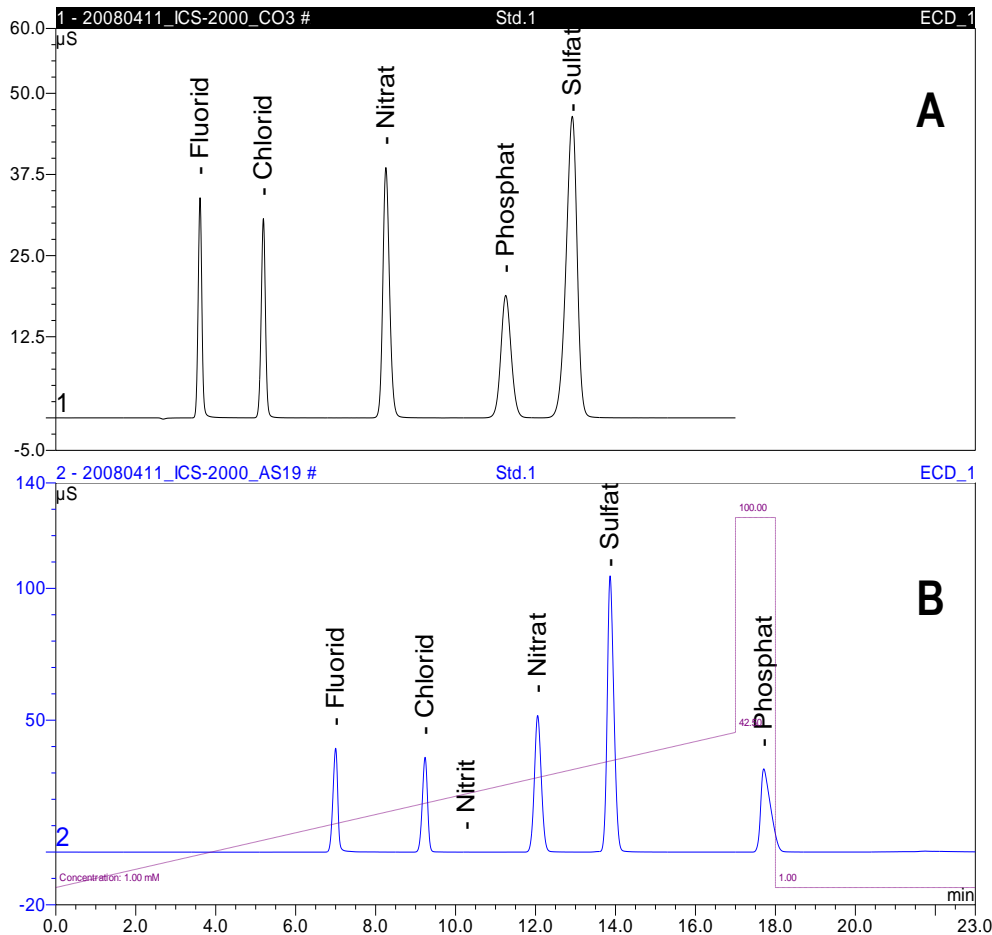 1 - 20080411_ICS-2000_CO3 # Std.1 ECD_1
60.0
µS
50.0
37.5
25.0
12.5
-5.0
1
- Fluorid
- Chlorid
- Nitrat
- Phosphat
- Sulfat
A
2 - 20080411_ICS-2000_AS19 # Std.1 ECD_1
140
µS
100
50
-20
2
- Fluorid
- Chlorid
- Nitrit
- Nitrat
- Sulfat
- Phosphat
100.00
42.50
1.00
B
Concentration: 1.00 mM
min
0.0 2.0 4.0 6.0 8.0 10.0 12.0 14.0 16.0 18.0 20.0 23.0